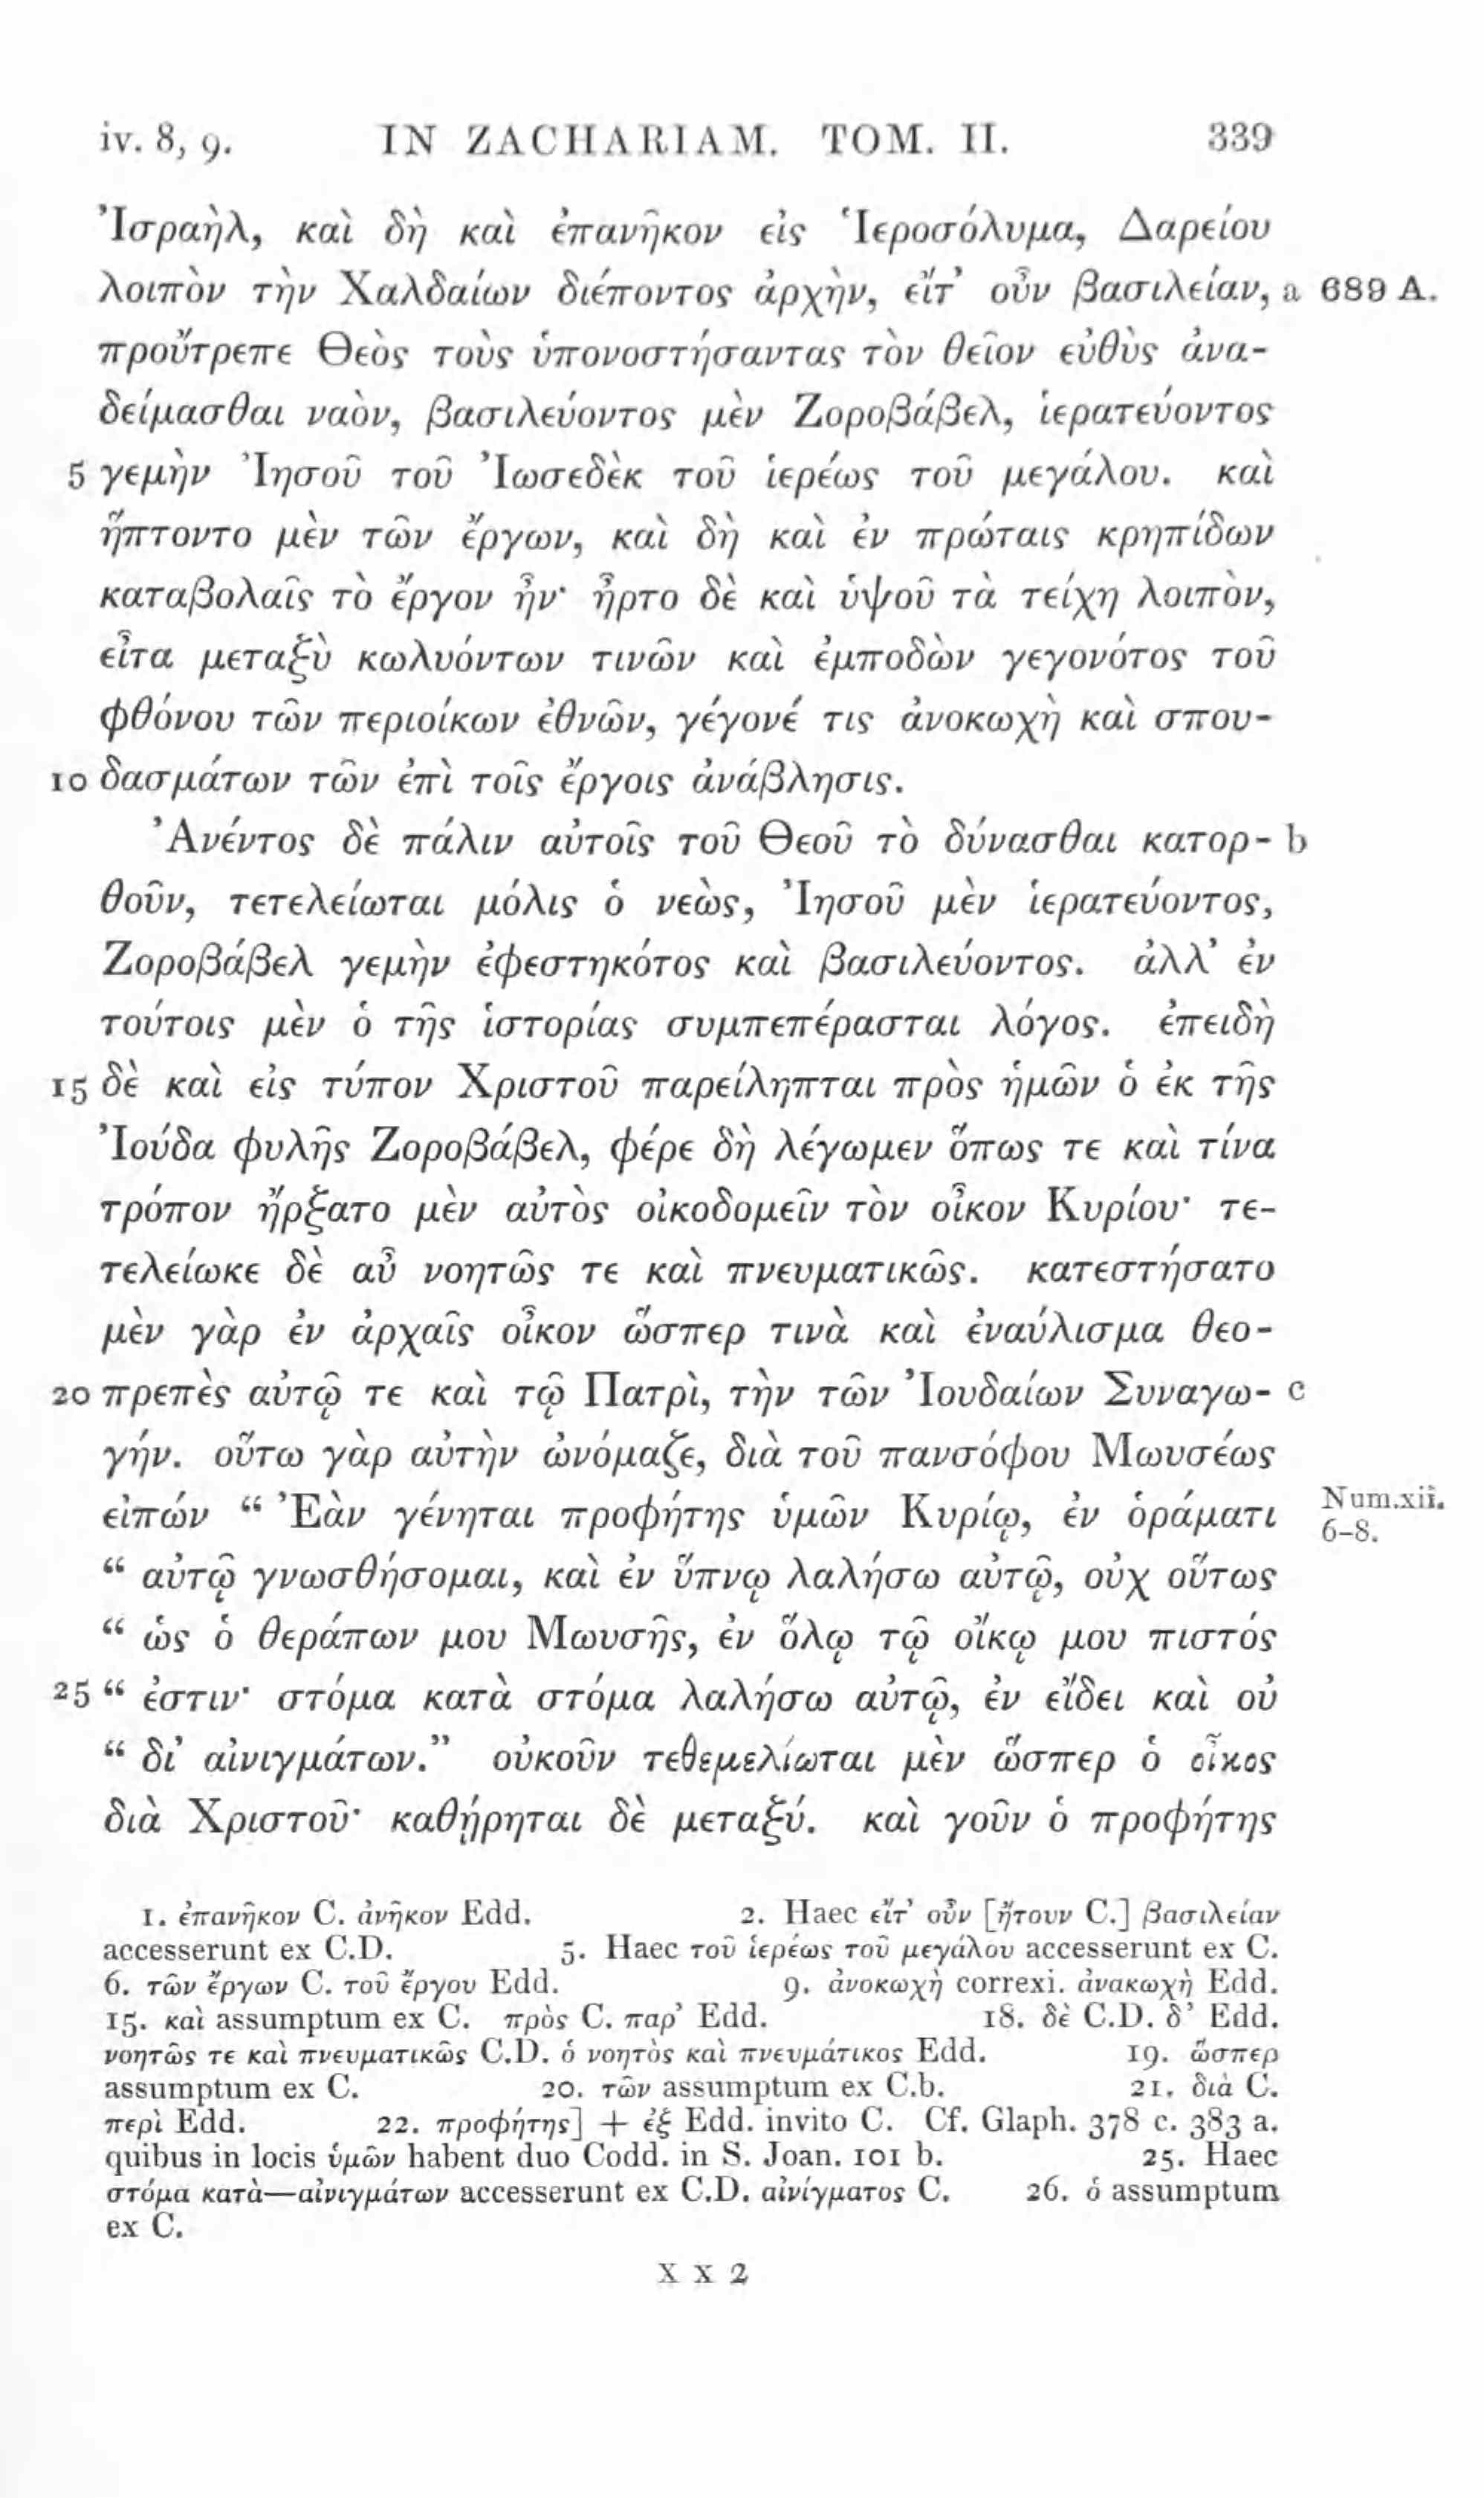 iv. 8, 9. IN ZACHARIAM. TOM. II. 339
Ἰσραὴλ, καὶ δὴ καὶ ἐπανῆκον εἰς Ἱεροσόλυμα, Δαρείου
λοιπὸν τὴν Χαλδαίων διέποντος ἀρχὴν, εἴτ' οὖν βασιλείαν, a 689 A.
προὔτρεπε Θεὸς τοὺς ὑπονοστήσαντας τὸν θεῖον εὐθὺς ἀνα-
δείμασθαι ναὸν, βασιλεύοντος μὲν Ζοροβάβελ, ἱερατεύοντος
5 γεμὴν Ἰησοῦ τοῦ Ἰωσεδὲκ τοῦ ἱερέως τοῦ μεγάλου. καὶ
ἥπτοντο μὲν τῶν ἔργων, καὶ δὴ καὶ ἐν πρώταις κρηπίδων
καταβολαῖς τὸ ἔργον ἦν· ἦρτο δὲ καὶ ὑψοῦ τὰ τείχη λοιπὸν,
εἶτα μεταξὺ κωλυόντων τινῶν καὶ ἐμποδὼν γεγονότος τοῦ
φθόνου τῶν περιοίκων ἐθνῶν, γέγονέ τις ἀνοκωχὴ καὶ σπου-
10 δασμάτων τῶν ἐπὶ τοῖς ἔργοις ἀνάβλησις.
Ἀνέντος δὲ πάλιν αὐτοῖς τοῦ Θεοῦ τὸ δύνασθαι κατορ- b
θοῦν, τετελείωται μόλις ὁ νεὼς, Ἰησοῦ μὲν ἱερατεύοντος,
Ζοροβάβελ γεμὴν ἐφεστηκότος καὶ βασιλεύοντος. ἀλλ' ἐν
τούτοις μὲν ὁ τῆς ἱστορίας συμπεπέρασται λόγος. ἐπειδὴ
15 δὲ καὶ εἰς τύπον Χριστοῦ παρείληπται πρὸς ἡμῶν ὁ ἐκ τῆς
Ἰούδα φυλῆς Ζοροβάβελ, φέρε δὴ λέγωμεν ὅπως τε καὶ τίνα
τρόπον ἤρξατο μὲν αὐτὸς οἰκοδομεῖν τὸν οἶκον Κυρίου· τε-
τελείωκε δὲ αὖ νοητῶς τε καὶ πνευματικῶς. κατεστήσατο
μὲν γὰρ ἐν ἀρχαῖς οἶκον ὥσπερ τινὰ καὶ ἐναύλισμα θεο-
20 πρεπὲς αὐτῷ τε καὶ τῷ Πατρὶ, τὴν τῶν Ἰουδαίων Συναγω- c
γήν. οὕτω γὰρ αὐτὴν ὠνόμαζε, διὰ τοῦ πανσόφου Μωυσέως
εἰπών “ Ἐὰν γένηται προφήτης ὑμῶν Κυρίῳ, ἐν ὁράματι Num.xii. 6–8.
“ αὐτῷ γνωσθήσομαι, καὶ ἐν ὕπνῳ λαλήσω αὐτῷ, οὐχ οὕτως
“ ὡς ὁ θεράπων μου Μωυσῆς, ἐν ὅλῳ τῷ οἴκῳ μου πιστός
25 “ ἐστιν· στόμα κατὰ στόμα λαλήσω αὐτῷ, ἐν εἴδει καὶ οὐ
“ δι' αἰνιγμάτων.” οὐκοῦν τεθεμελίωται μὲν ὥσπερ ὁ οἶκος
διὰ Χριστοῦ· καθῄρηται δὲ μεταξύ. καὶ γοῦν ὁ προφήτης
1. ἐπανῆκον C. ἀνῆκον Edd. 2. Haec εἴτ' οὖν [ἤτουν C.] βασιλείαν
accesserunt ex C.D. 5. Haec τοῦ ἱερέως τοῦ μεγάλου accesserunt ex C.
6. τῶν ἔργων C. τοῦ ἔργου Edd. 9. ἀνοκωχὴ correxi. ἀνακωχὴ Edd.
15. καὶ assumptum ex C. πρὸς C. παρ' Edd. 18. δὲ C.D. δ' Edd.
νοητῶς τε καὶ πνευματικῶς C.D. ὁ νοητὸς καὶ πνευμάτικος Edd. 19. ὥσπερ
assumptum ex C. 20. τῶν assumptum ex C.b. 21. διὰ C.
περὶ Edd. 22. προφήτης] + ἐξ Edd. invito C. Cf. Glaph. 378 c. 383 a.
quibus in locis ὑμῶν habent duo Codd. in S. Joan. 101 b. 25. Haec
στόμα κατὰ—αἰνιγμάτων accesserunt ex C.D. αἰνίγματος C. 26. ὁ assumptum
ex C.
X X 2